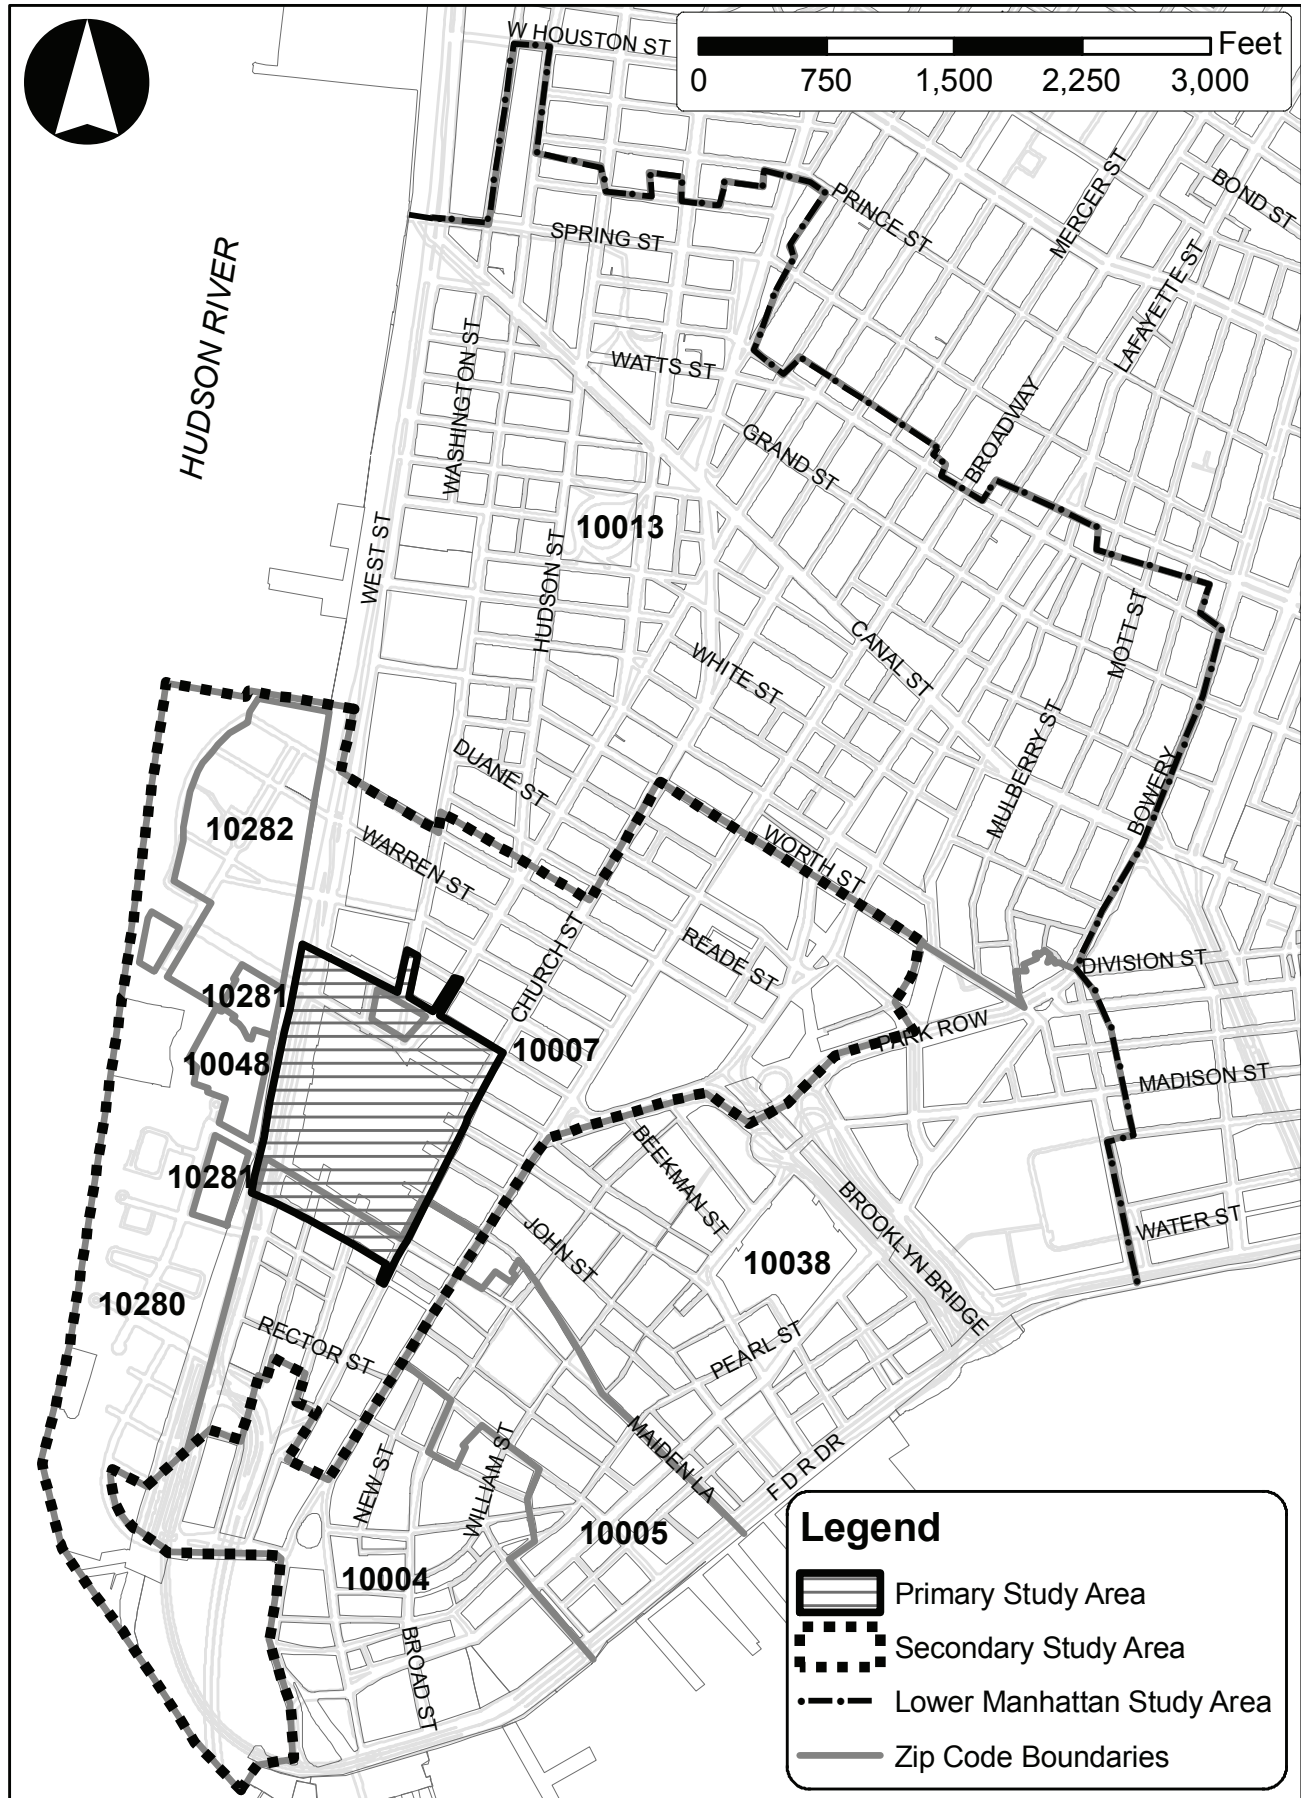 W HOUSTON ST
Feet
0 750 1,500 2,250 3,000
MERCER ST
BOND ST
PRINCE ST
SPRING ST
LAFAYETTE ST
HUDSON RIVER
WASHINGTON ST
WATTS ST
BROADWAY
GRAND ST
10013
WEST ST
HUDSON ST
CANAL ST
MOTT ST
WHITE ST
MULBERRY ST
DUANE ST
BOWERY
10282
WARREN ST
WORTH ST
CHURCH ST
READE ST
DIVISION ST
10281
PARK ROW
10007
10048
MADISON ST
BEEKMAN ST
10281
BROOKLYN BRIDGE
WATER ST
JOHN ST
10038
10280
RECTOR ST
PEARL ST
MAIDEN LA
F D R DR
NEW ST
WILLIAM ST
10005
10004
BROAD ST
Legend
Primary Study Area
Secondary Study Area
Lower Manhattan Study Area
Zip Code Boundaries